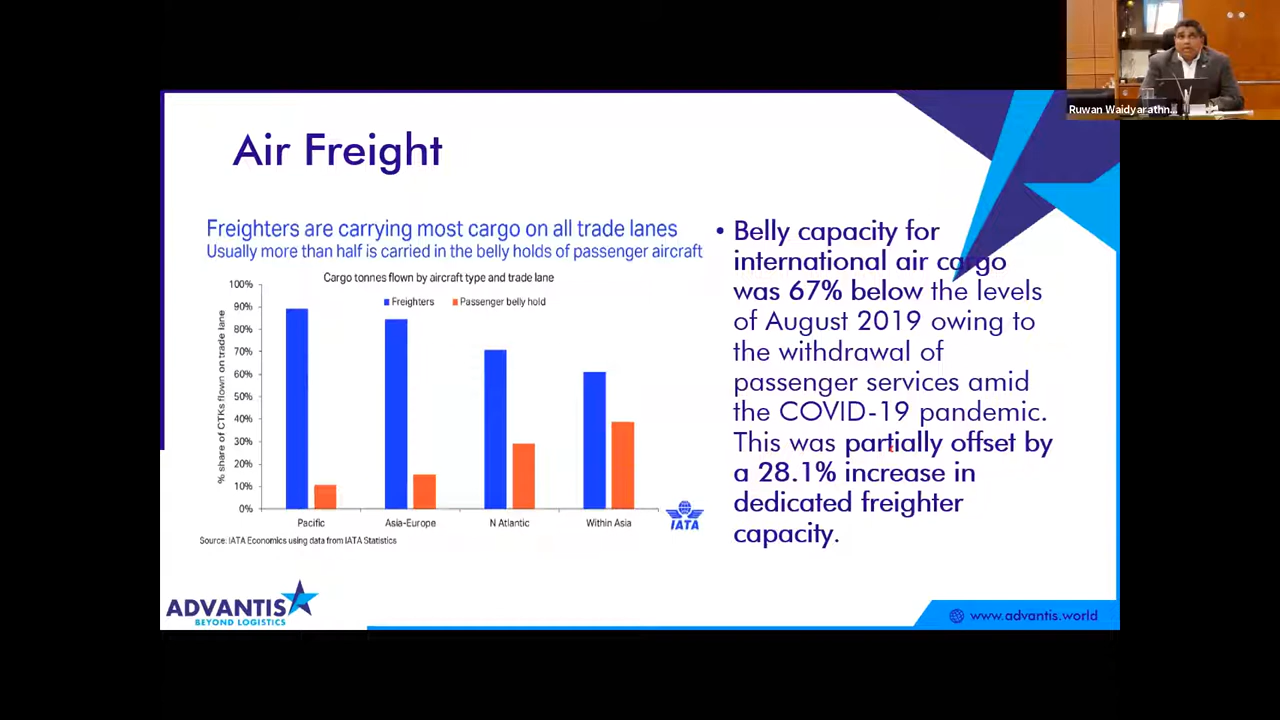 Ruwan Waidyarathn...
Air Freight
Freighters are carrying most cargo on all trade lanes
Usually more than half is carried in the belly holds of passenger aircraft
Cargo tonnes flown by aircraft type and trade lane
Freighters
Passenger belly hold
% share of CTKs flown on trade lane
100%
90%
80%
70%
60%
50%
40%
30%
20%
10%
0%
Pacific
Asia-Europe
N Atlantic
Within Asia
IATA
Source: IATA Economics using data from IATA Statistics
• Belly capacity for
international air cargo
was 67% below the levels
of August 2019 owing to
the withdrawal of
passenger services amid
the COVID-19 pandemic.
This was partially offset by
a 28.1% increase in
dedicated freighter
capacity.
ADVANTIS
BEYOND LOGISTICS
www.advantis.world